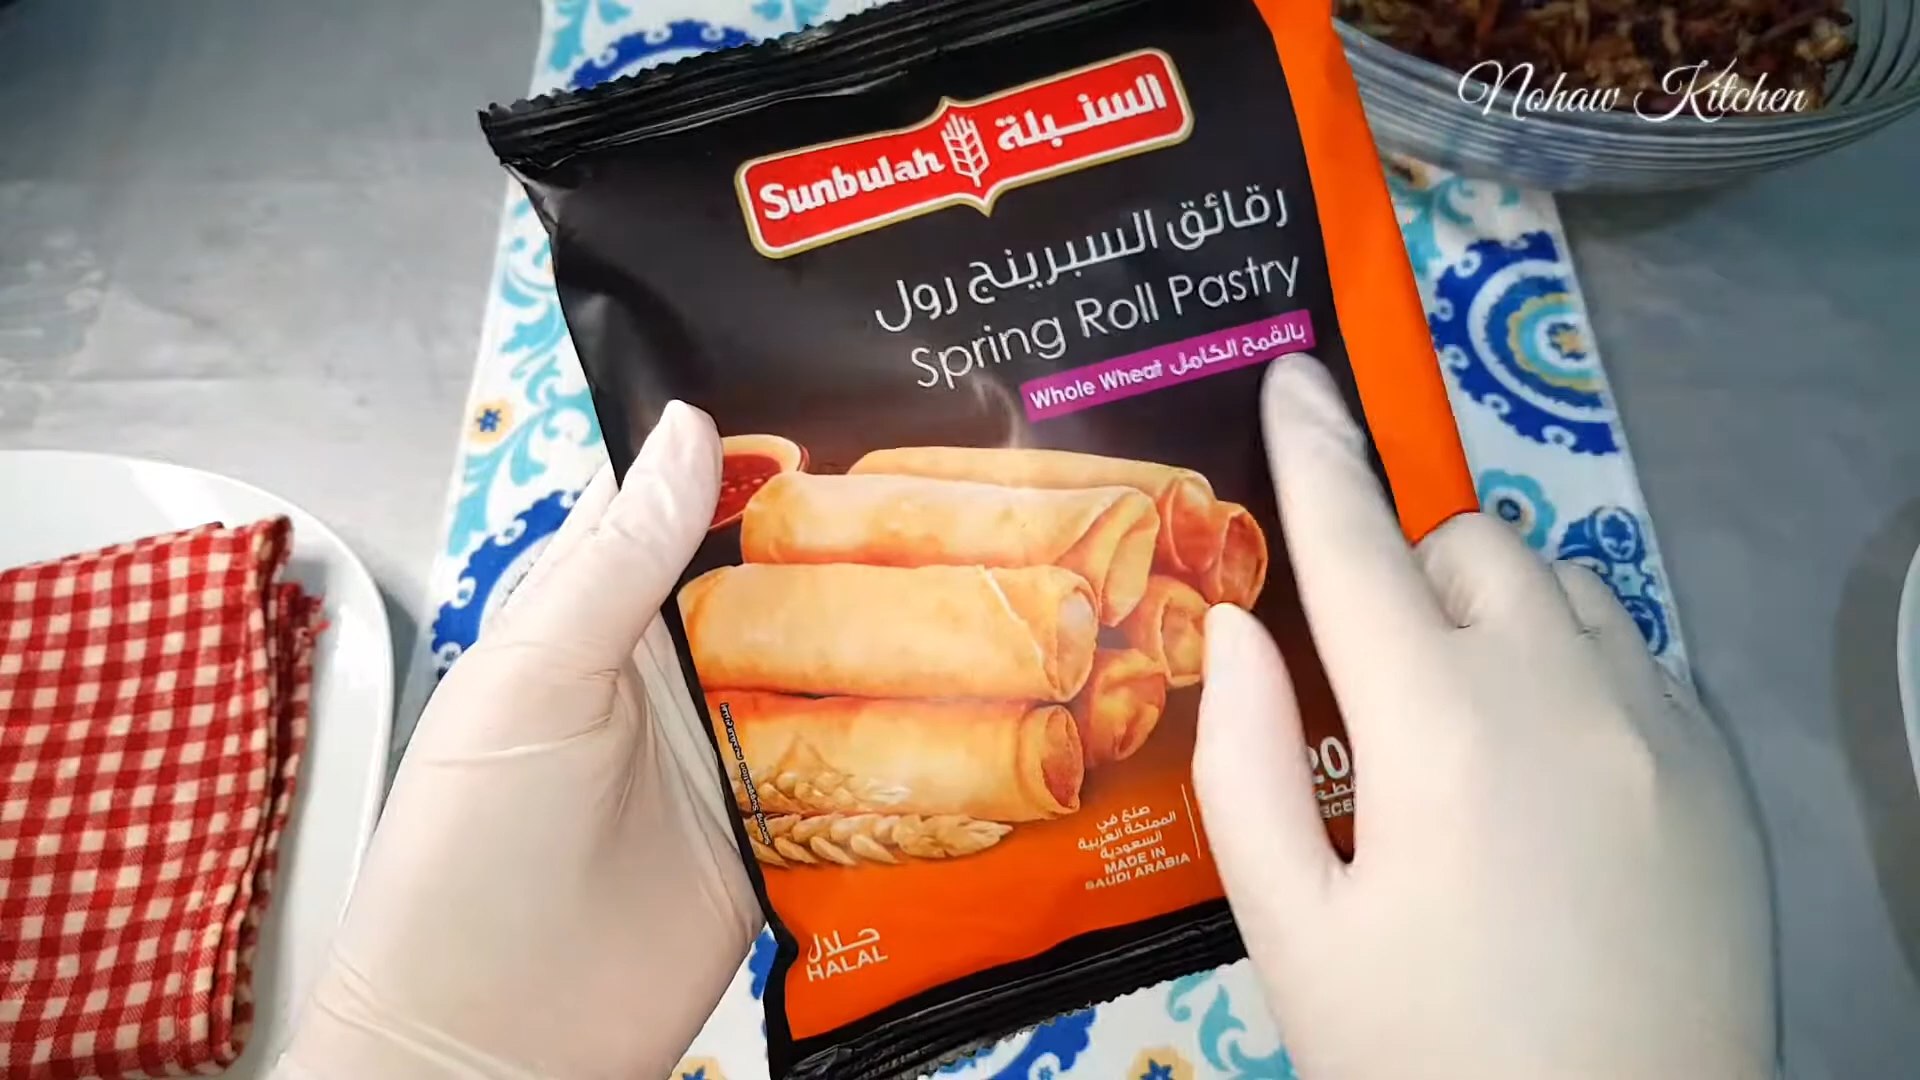 Nohaw Kitchen
Sunbulah السنبلة
رقائق السبرينج رول
Spring Roll Pastry
Whole Wheat بالقمح الكامل
صنع في
المملكة العربية
السعودية
MADE IN
SAUDI ARABIA
20
حلال
HALAL